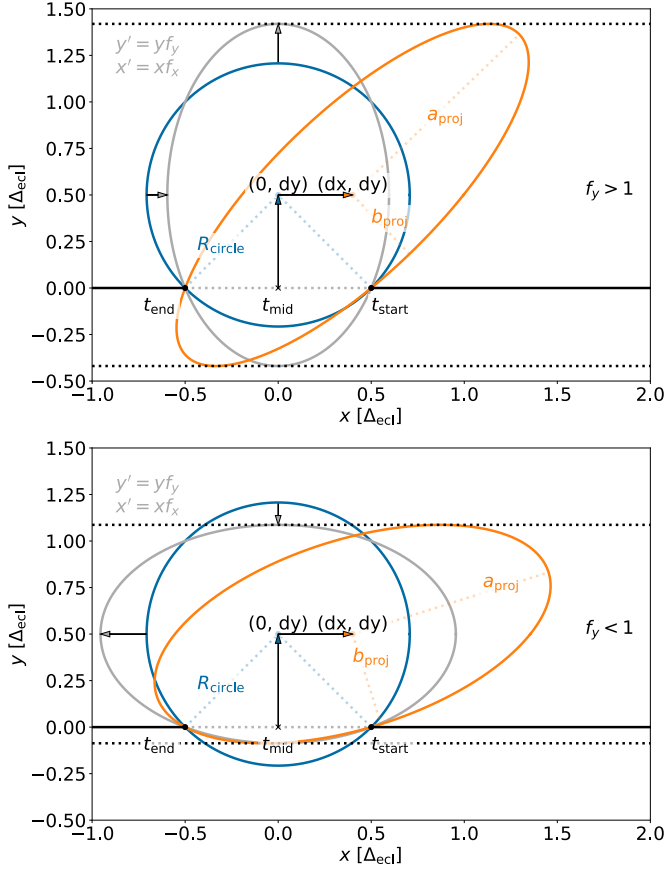 1.50
1.25
1.00
0.75
0.50
0.25
0.00
−0.25
−0.50
y [Δ_ecl]
y′ = yf_y
x′ = xf_x
a_proj
(0, dy) (dx, dy)
f_y > 1
b_proj
R_circle
t_end
t_mid
t_start
−1.0 −0.5 0.0 0.5 1.0 1.5 2.0
x [Δ_ecl]
1.50
1.25
1.00
0.75
0.50
0.25
0.00
−0.25
−0.50
y [Δ_ecl]
y′ = yf_y
x′ = xf_x
a_proj
(0, dy) (dx, dy)
f_y < 1
b_proj
R_circle
t_end
t_mid
t_start
−1.0 −0.5 0.0 0.5 1.0 1.5 2.0
x [Δ_ecl]